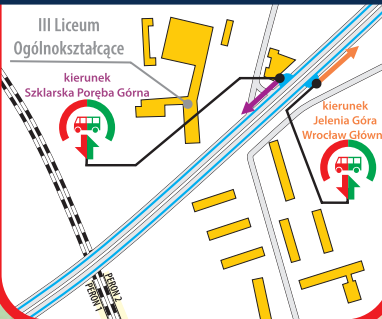 III Liceum
Ogólnokształcące
kierunek
Szklarska Poręba Górna
kierunek
Jelenia Góra
Wrocław Główn
PERON 2
PERON 1